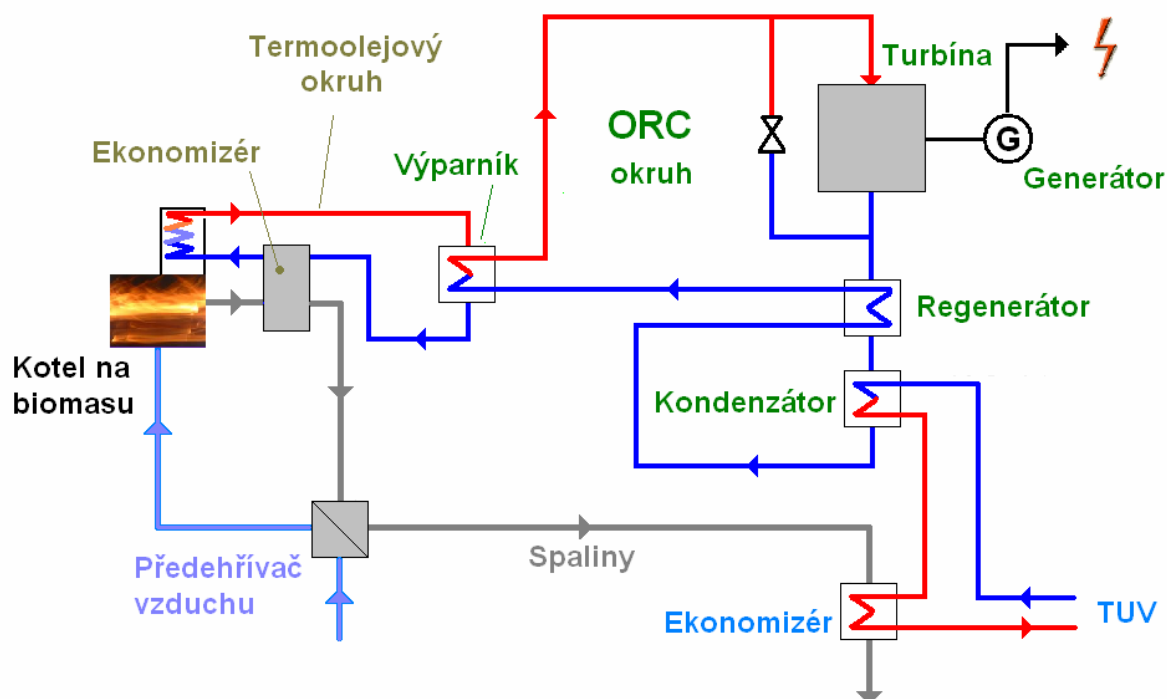 Termoolejový
okruh
Turbína
Ekonomizér
ORC
okruh
Výparník
G
Generátor
Regenerátor
Kotel na
biomasu
Kondenzátor
Spaliny
Předehřívač
vzduchu
Ekonomizér
TUV